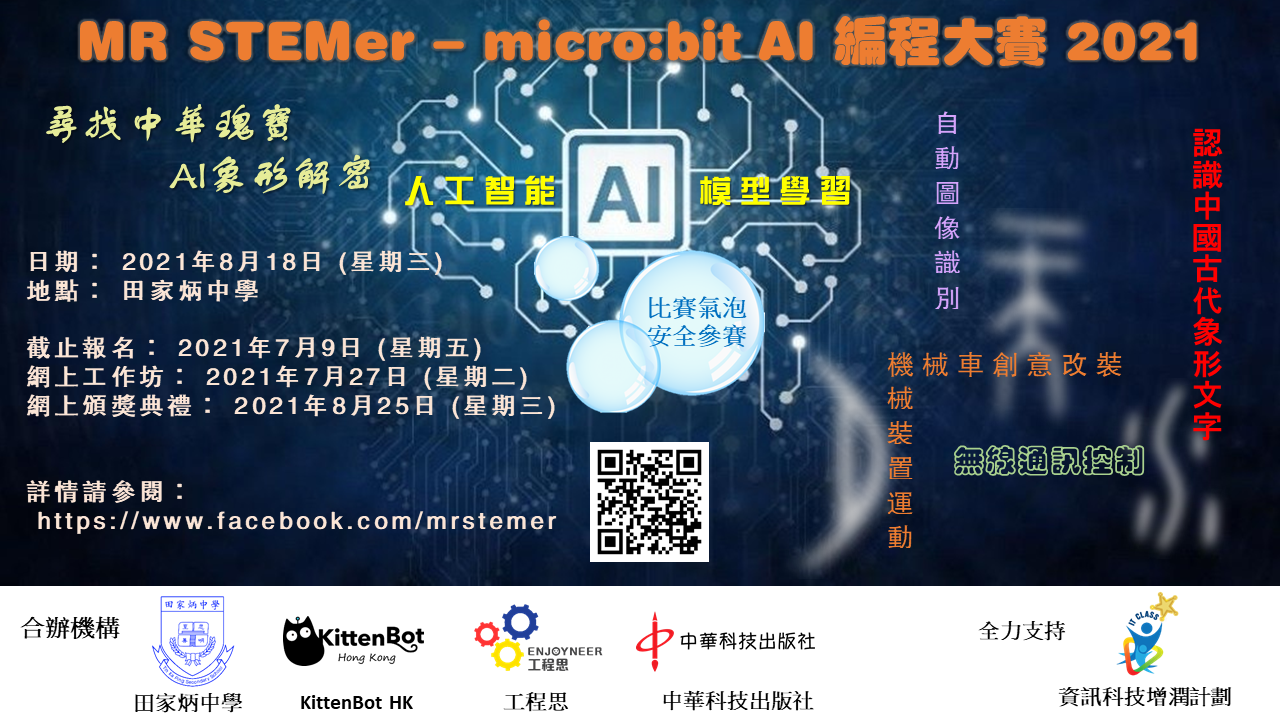 MR STEMer – micro:bit AI 編程大賽 2021
尋找中華瑰寶
AI象形解密
人工智能
AI
模型學習
自動圖像識別
認識中國古代象形文字
日期： 2021年8月18日 (星期三)
地點： 田家炳中學
比賽氣泡
安全參賽
截止報名： 2021年7月9日 (星期五)
網上工作坊： 2021年7月27日 (星期二)
網上頒獎典禮： 2021年8月25日 (星期三)
機械車創意改裝
械裝置運動
無線通訊控制
詳情請參閱：
https://www.facebook.com/mrstemer
合辦機構
田家炳中學
田家炳中學
KittenBot
Hong Kong
KittenBot HK
ENJOYNEER
工程思
工程思
中華科技出版社
中華科技出版社
全力支持
IT CLASS
資訊科技增潤計劃